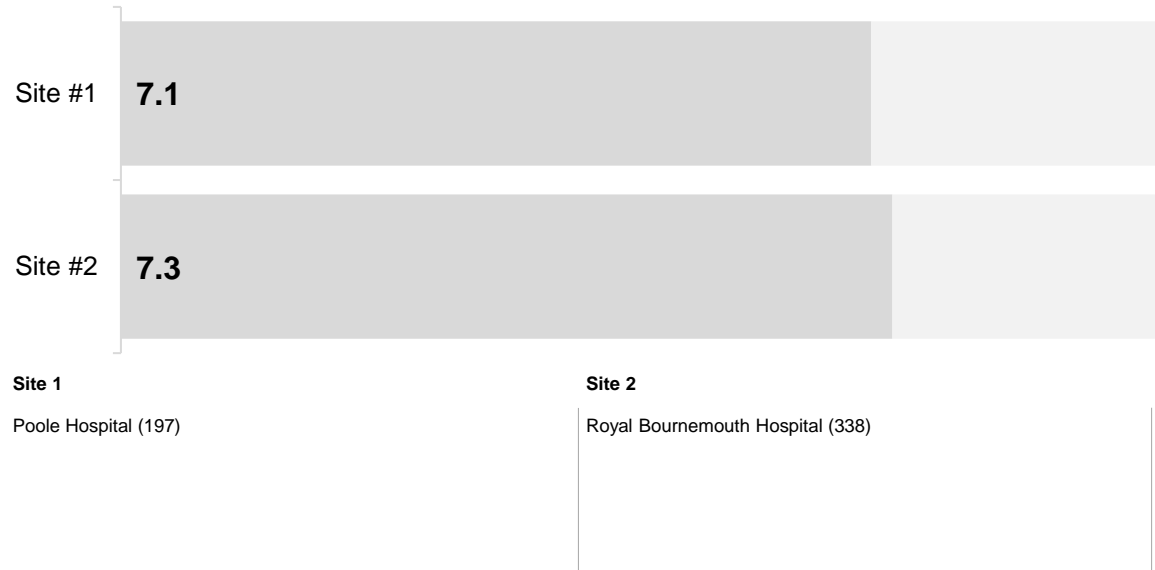 Site #1 7.1
Site #2 7.3
Site 1 Site 2
Poole Hospital (197) Royal Bournemouth Hospital (338)